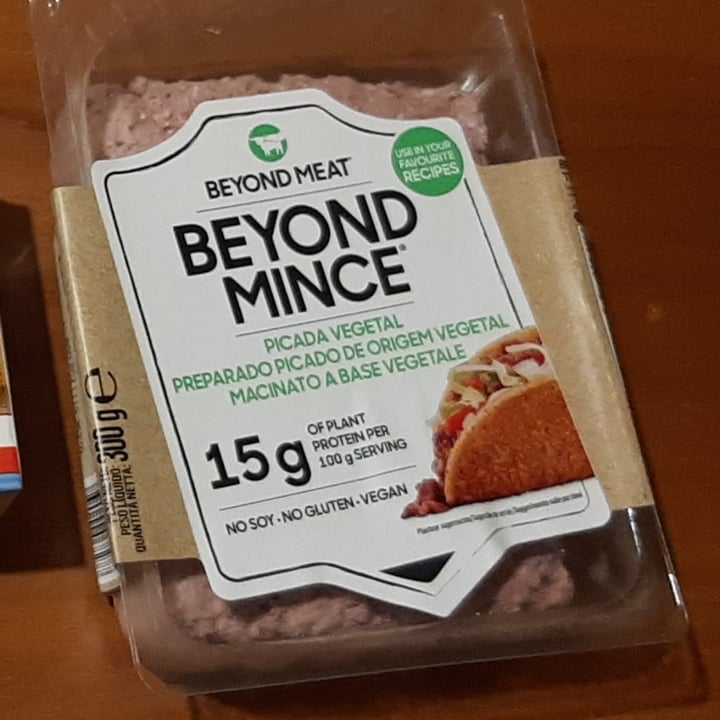 BEYOND MEAT
USE IN YOUR
FAVOURITE
RECIPES
BEYOND
MINCE®
PICADA VEGETAL
PREPARADO PICADO DE ORIGEM VEGETAL
MACINATO A BASE VEGETALE
15g
OF PLANT
PROTEIN PER
100 g SERVING
NO SOY · NO GLUTEN · VEGAN
PESO LÍQUIDO:
QUANTITÀ NETTA:
300 g e